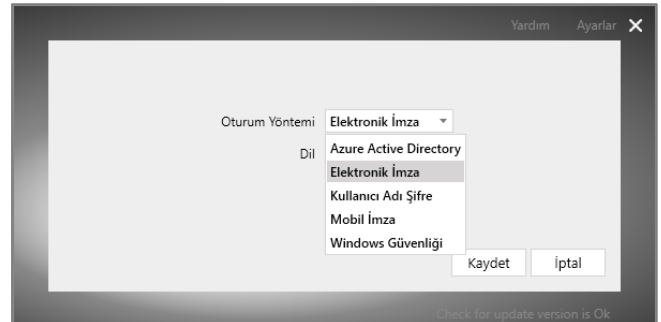 Yardım Ayarlar
Oturum Yöntemi Elektronik İmza
Dil
Azure Active Directory
Elektronik İmza
Kullanıcı Adı Şifre
Mobil İmza
Windows Güvenliği
Kaydet İptal
Check for update version is Ok